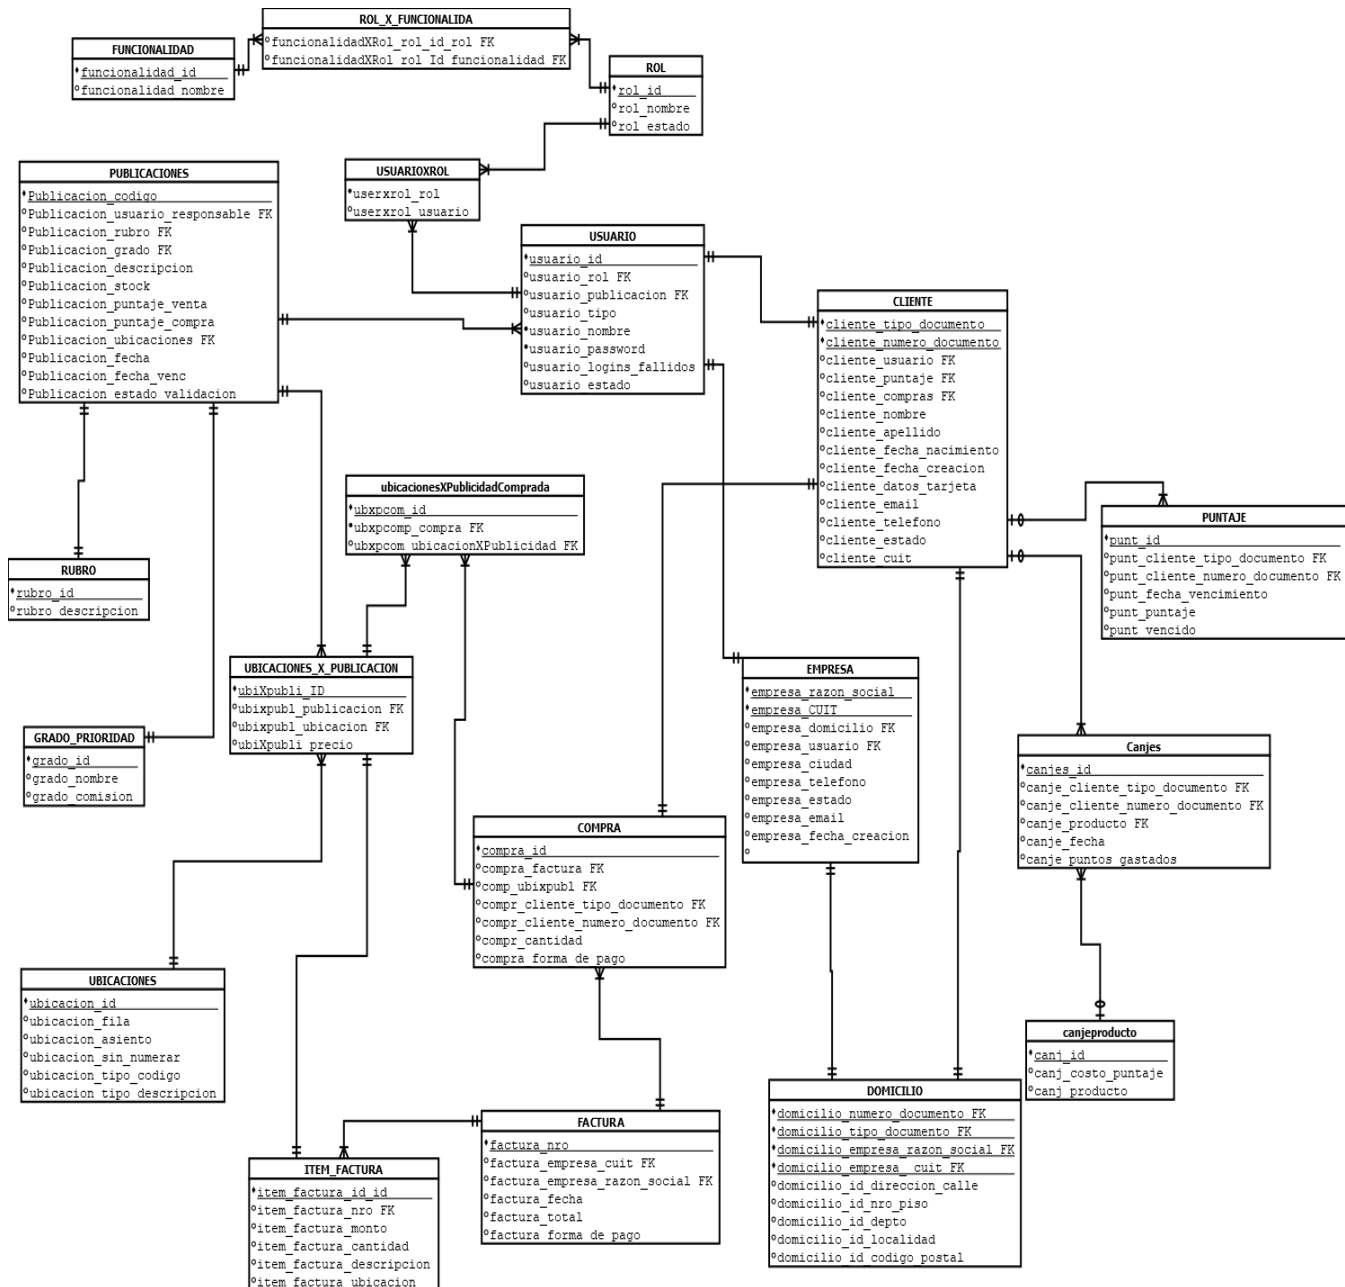 ROL_X_FUNCIONALIDA
funcionalidadXRol_rol_id_rol FK
funcionalidadXRol_rol_Id_funcionalidad FK
FUNCIONALIDAD
funcionalidad_id
funcionalidad_nombre
ROL
rol_id
rol_nombre
rol_estado
PUBLICACIONES
Publicacion_codigo
Publicacion_usuario_responsable FK
Publicacion_rubro FK
Publicacion_grado FK
Publicacion_descripcion
Publicacion_stock
Publicacion_puntaje_venta
Publicacion_puntaje_compra
Publicacion_ubicaciones FK
Publicacion_fecha
Publicacion_fecha_venc
Publicacion_estado_validacion
USUARIOXROL
userxrol_rol
userxrol_usuario
USUARIO
usuario_id
usuario_rol FK
usuario_publicacion FK
usuario_tipo
usuario_nombre
usuario_password
usuario_logins_fallidos
usuario_estado
CLIENTE
cliente_tipo_documento
cliente_numero_documento
cliente_usuario FK
cliente_puntaje FK
cliente_compras FK
cliente_nombre
cliente_apellido
cliente_fecha_nacimiento
cliente_fecha_creacion
cliente_datos_tarjeta
cliente_email
cliente_telefono
cliente_estado
cliente_cuit
ubicacionesXPublicidadComprada
ubxpcom_id
ubxpcomp_compra FK
ubxpcom_ubicacionXPublicidad FK
PUNTAJE
punt_id
punt_cliente_tipo_documento FK
punt_cliente_numero_documento FK
punt_fecha_vencimiento
punt_puntaje
punt_vencido
RUBRO
rubro_id
rubro_descripcion
UBICACIONES_X_PUBLICACION
ubiXpubli_ID
ubixpubl_publicacion FK
ubixpubl_ubicacion FK
ubiXpubli_precio
EMPRESA
empresa_razon_social
empresa_CUIT
empresa_domicilio FK
empresa_usuario FK
empresa_ciudad
empresa_telefono
empresa_estado
empresa_email
empresa_fecha_creacion
GRADO_PRIORIDAD
grado_id
grado_nombre
grado_comision
Canjes
canjes_id
canje_cliente_tipo_documento FK
canje_cliente_numero_documento FK
canje_producto FK
canje_fecha
canje_puntos_gastados
COMPRA
compra_id
compra_factura FK
comp_ubixpubl FK
compr_cliente_tipo_documento FK
compr_cliente_numero_documento FK
compr_cantidad
compra_forma_de_pago
UBICACIONES
ubicacion_id
ubicacion_fila
ubicacion_asiento
ubicacion_sin_numerar
ubicacion_tipo_codigo
ubicacion_tipo_descripcion
canjeproducto
canj_id
canj_costo_puntaje
canj_producto
DOMICILIO
domicilio_numero_documento FK
domicilio_tipo_documento FK
domicilio_empresa_razon_social FK
domicilio_empresa__cuit FK
domicilio_id_direccion_calle
domicilio_id_nro_piso
domicilio_id_depto
domicilio_id_localidad
domicilio_id_codigo_postal
FACTURA
factura_nro
factura_empresa_cuit FK
factura_empresa_razon_social FK
factura_fecha
factura_total
factura_forma_de_pago
ITEM_FACTURA
item_factura_id_id
item_factura_nro FK
item_factura_monto
item_factura_cantidad
item_factura_descripcion
item_factura_ubicacion